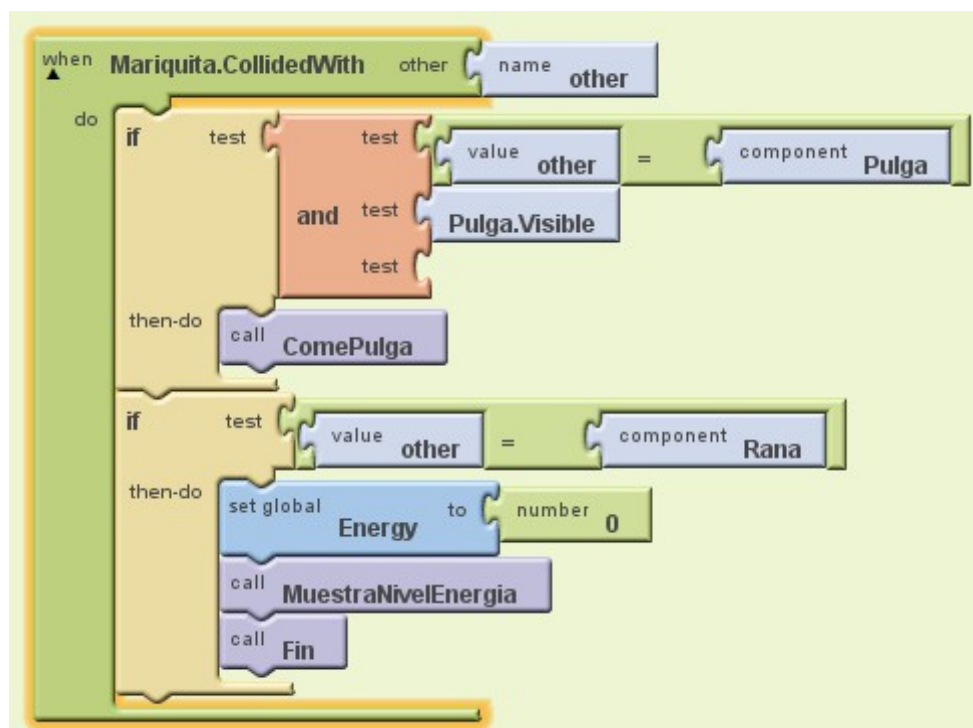 when Mariquita.CollidedWith other name other
do
if test and test value other = component Pulga
test Pulga.Visible
test
then-do call ComePulga
if test value other = component Rana
then-do set global Energy to number 0
call MuestraNivelEnergia
call Fin